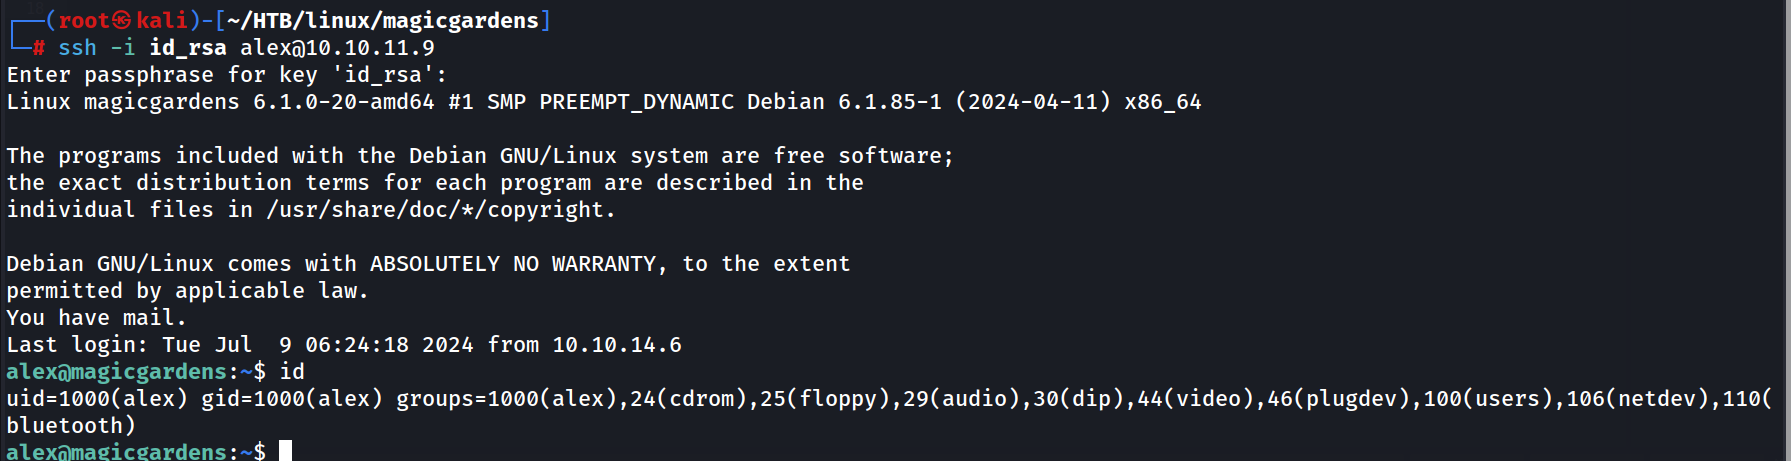 ┌──(root㉿kali)-[~/HTB/linux/magicgardens]
└─# ssh -i id_rsa alex@10.10.11.9
Enter passphrase for key 'id_rsa':
Linux magicgardens 6.1.0-20-amd64 #1 SMP PREEMPT_DYNAMIC Debian 6.1.85-1 (2024-04-11) x86_64

The programs included with the Debian GNU/Linux system are free software;
the exact distribution terms for each program are described in the
individual files in /usr/share/doc/*/copyright.

Debian GNU/Linux comes with ABSOLUTELY NO WARRANTY, to the extent
permitted by applicable law.
You have mail.
Last login: Tue Jul  9 06:24:18 2024 from 10.10.14.6
alex@magicgardens:~$ id
uid=1000(alex) gid=1000(alex) groups=1000(alex),24(cdrom),25(floppy),29(audio),30(dip),44(video),46(plugdev),100(users),106(netdev),110(
bluetooth)
alex@magicgardens:~$